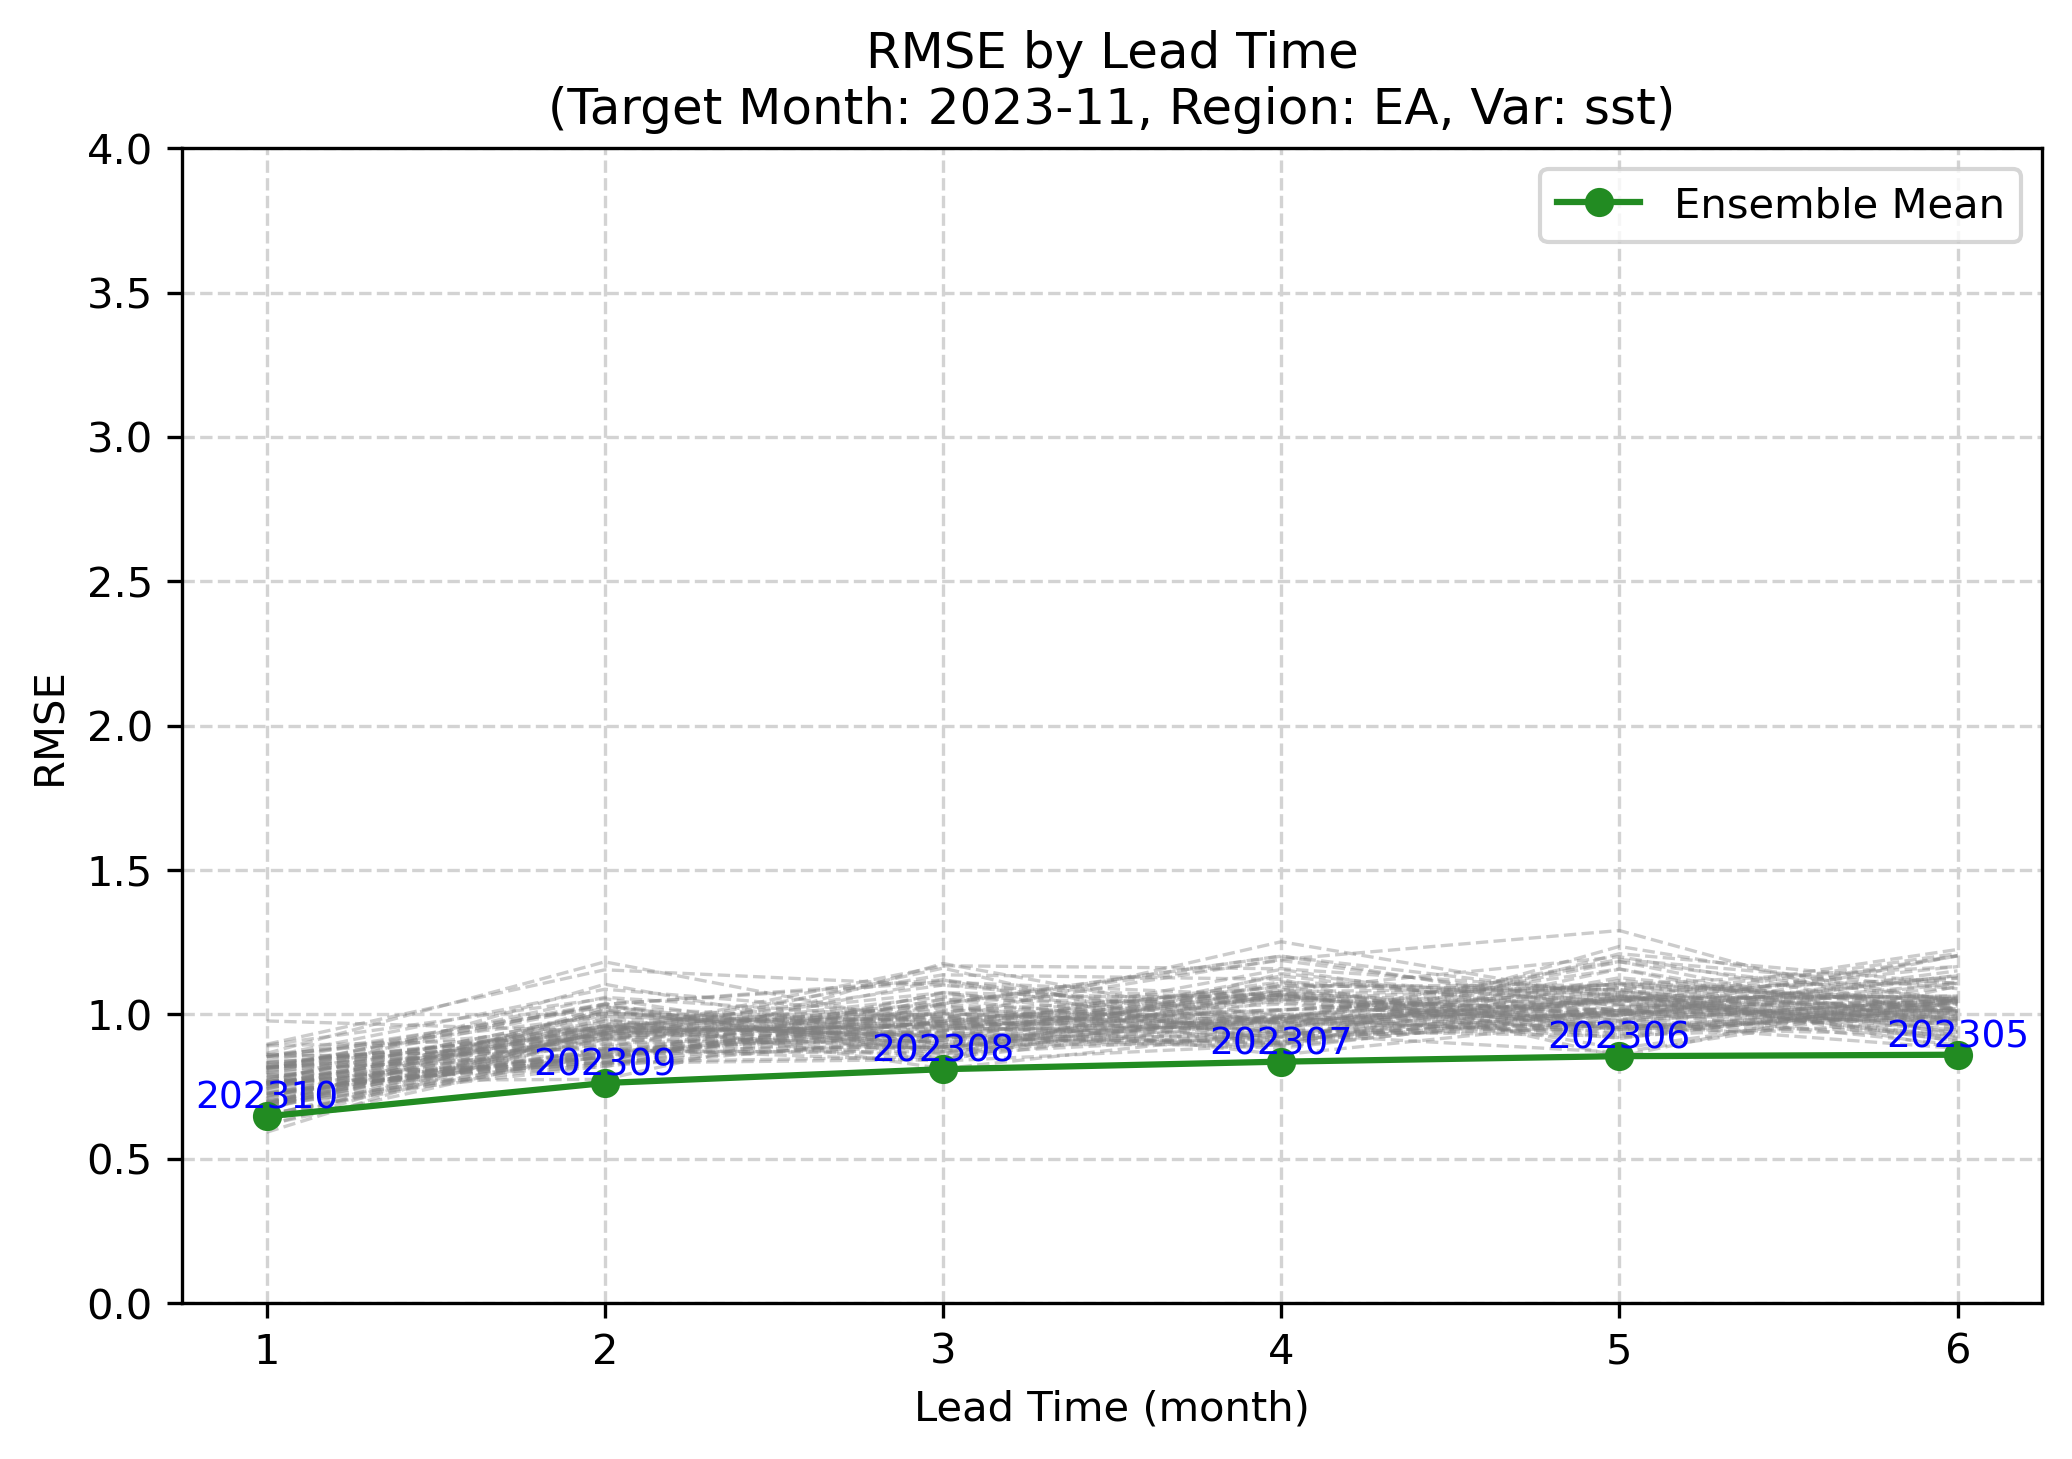 RMSE by Lead Time
(Target Month: 2023-11, Region: EA, Var: sst)
Ensemble Mean
RMSE
4.0
3.5
3.0
2.5
2.0
1.5
1.0
0.5
0.0
202310
202309
202308
202307
202306
202305
1 2 3 4 5 6
Lead Time (month)